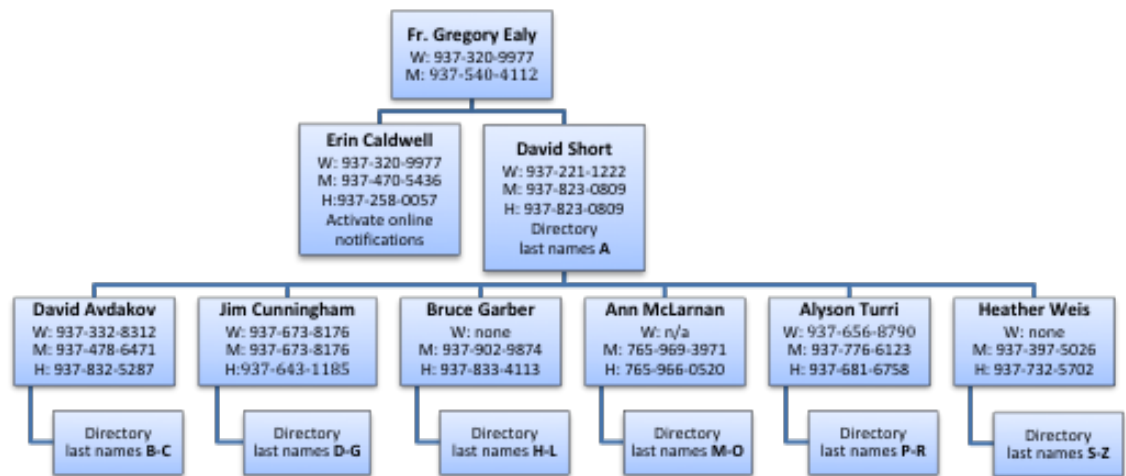 Fr. Gregory Ealy
W: 937-320-9977
M: 937-540-4112
Erin Caldwell
W: 937-320-9977
M: 937-470-5436
H:937-258-0057
Activate online
notifications
David Short
W: 937-221-1222
M: 937-823-0809
H: 937-823-0809
Directory
last names A
David Avdakov
W: 937-332-8312
M: 937-478-6471
H: 937-832-5287
Jim Cunningham
W: 937-673-8176
M: 937-673-8176
H:937-643-1185
Bruce Garber
W: none
M: 937-902-9874
H: 937-833-4113
Ann McLarnan
W: n/a
M: 765-969-3971
H: 765-966-0520
Alyson Turri
W: 937-656-8790
M: 937-776-6123
H: 937-681-6758
Heather Weis
W: none
M: 937-397-5026
H: 937-732-5702
Directory
last names B-C
Directory
last names D-G
Directory
last names H-L
Directory
last names M-O
Directory
last names P-R
Directory
last names S-Z